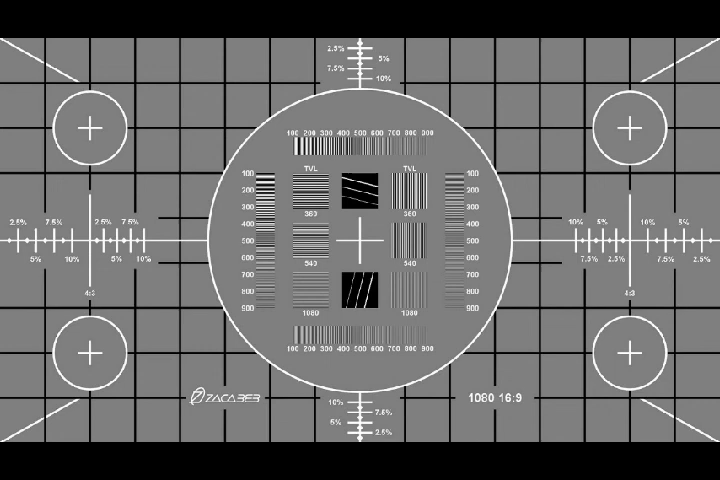 2.5%
5%
7.5%
10%
100 200 300 400 500 600 700 800 900
TVL TVL
100 100
200 200
300 300
360 360
400 400
500 500
600 600
540 540
700 700
800 800
900 900
1080 1080
100 200 300 400 500 600 700 800 900
2.5% 7.5% 2.5% 7.5%
5% 10% 5% 10%
4:3
10% 5% 10% 5%
7.5% 2.5% 7.5% 2.5%
4:3
ZACABEB
1080 16:9
10%
7.5%
5%
2.5%